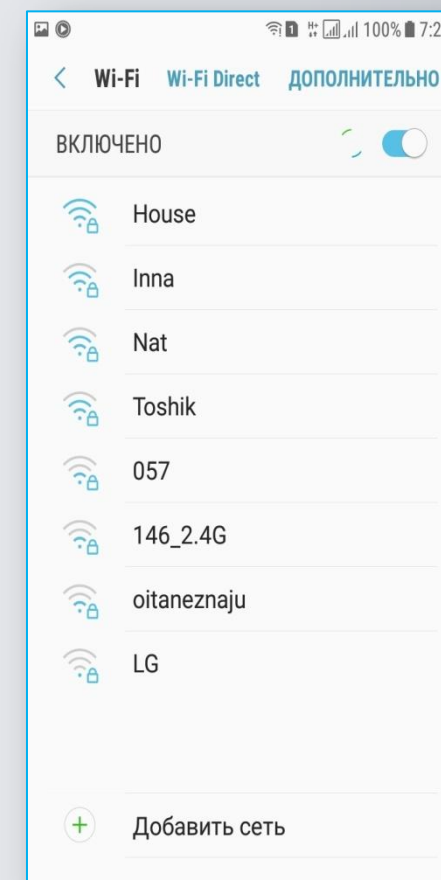 1 H+ 100% 7:2
Wi-Fi Wi-Fi Direct ДОПОЛНИТЕЛЬНО
ВКЛЮЧЕНО
House
Inna
Nat
Toshik
057
146_2.4G
oitaneznaju
LG
Добавить сеть